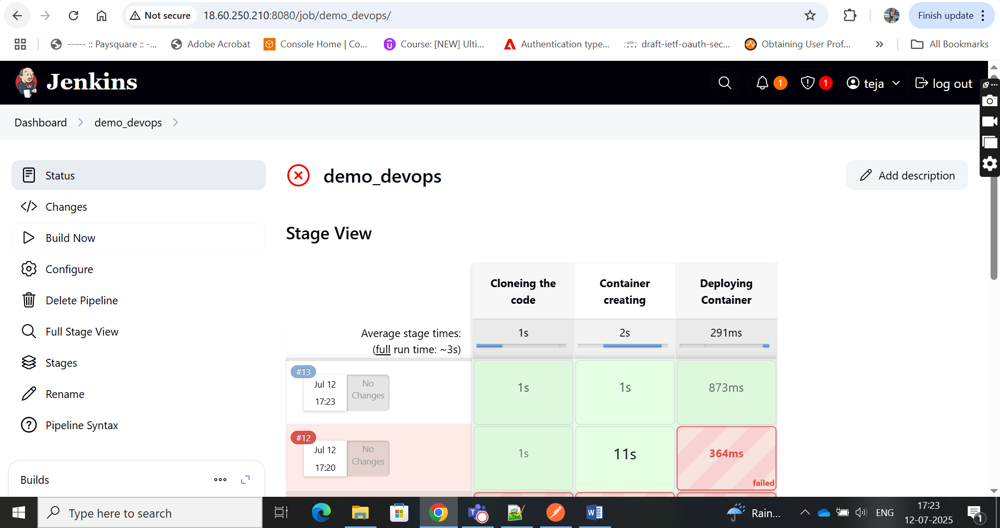 Not secure
18.60.250.210:8080/job/demo_devops/
Finish update
----- :: Paysquare :: -...
Adobe Acrobat
Console Home | Co...
Course: [NEW] Ulti...
Authentication type...
draft-ietf-oauth-sec...
Obtaining User Prof...
All Bookmarks
Jenkins
1
1
teja
log out
Dashboard
demo_devops
Status
Changes
Build Now
Configure
Delete Pipeline
Full Stage View
Stages
Rename
Pipeline Syntax
Builds
demo_devops
Add description
Stage View
Cloneing the
code
Container
creating
Deploying
Container
Average stage times:
(full run time: ~3s)
1s
2s
291ms
#13
Jul 12
17:23
No
Changes
1s
1s
873ms
#12
Jul 12
17:20
No
Changes
1s
11s
364ms
failed
Type here to search
Rain...
ENG
17:23
12-07-2025
1